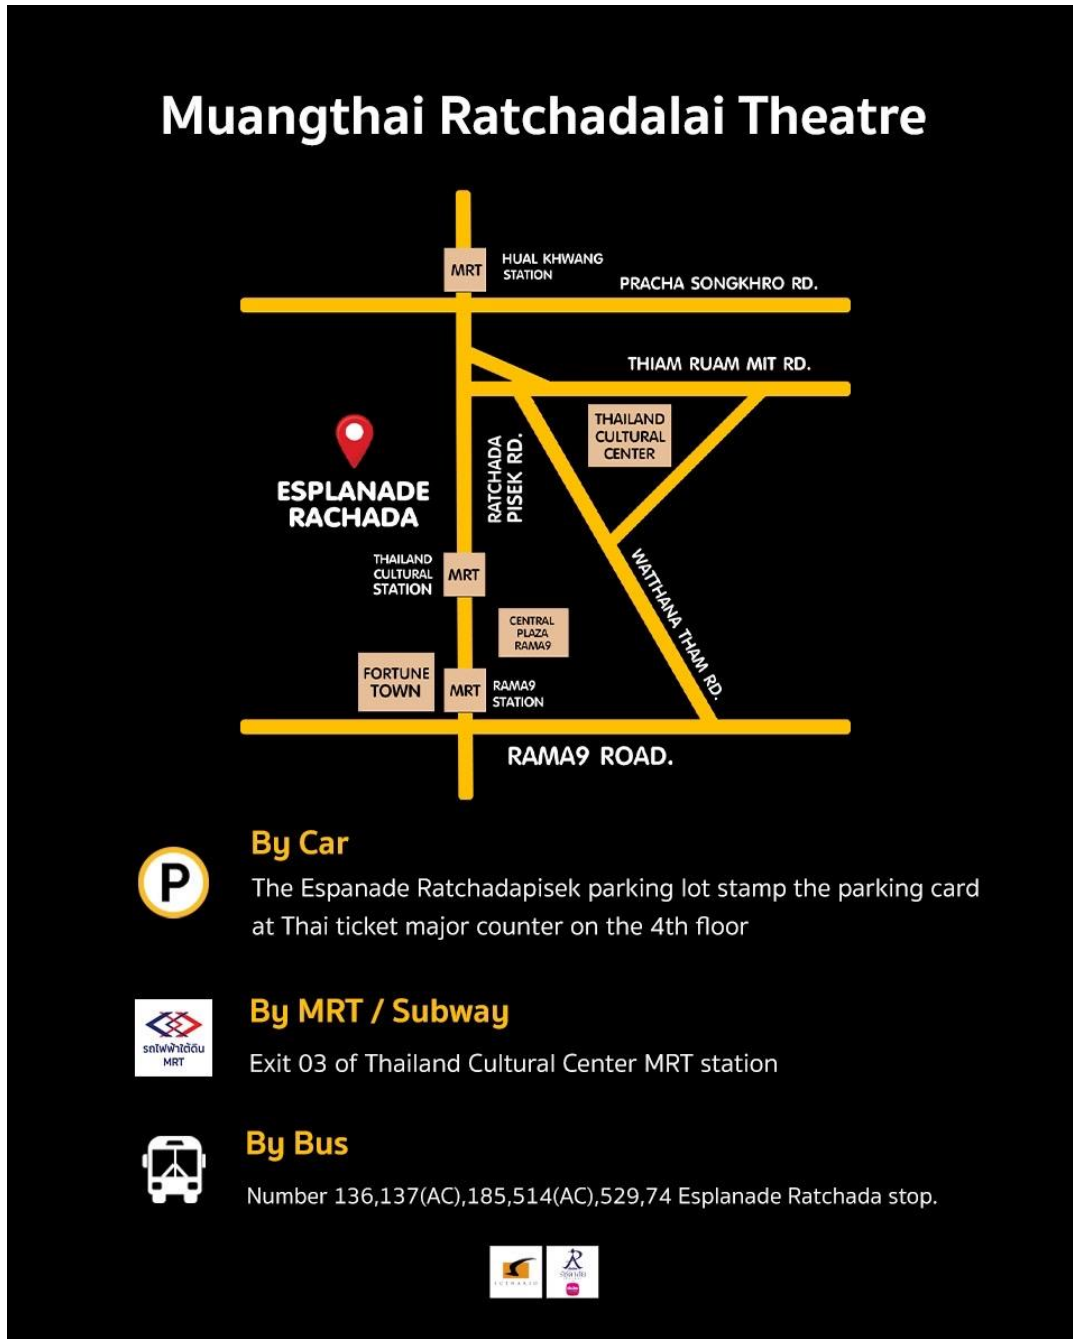 Muangthai Ratchadalai Theatre
MRT
HUAL KHWANG
STATION
PRACHA SONGKHRO RD.
THIAM RUAM MIT RD.
THAILAND
CULTURAL
CENTER
RATCHADA
PISEK RD.
ESPLANADE
RACHADA
THAILAND
CULTURAL
STATION
MRT
WATTHANA THAM RD.
CENTRAL
PLAZA
RAMA9
FORTUNE
TOWN
MRT
RAMA9
STATION
RAMA9 ROAD.
P
By Car
The Espanade Ratchadapisek parking lot stamp the parking card
at Thai ticket major counter on the 4th floor
รถไฟฟ้าใต้ดิน
MRT
By MRT / Subway
Exit 03 of Thailand Cultural Center MRT station
By Bus
Number 136,137(AC),185,514(AC),529,74 Esplanade Ratchada stop.
SCENARIO